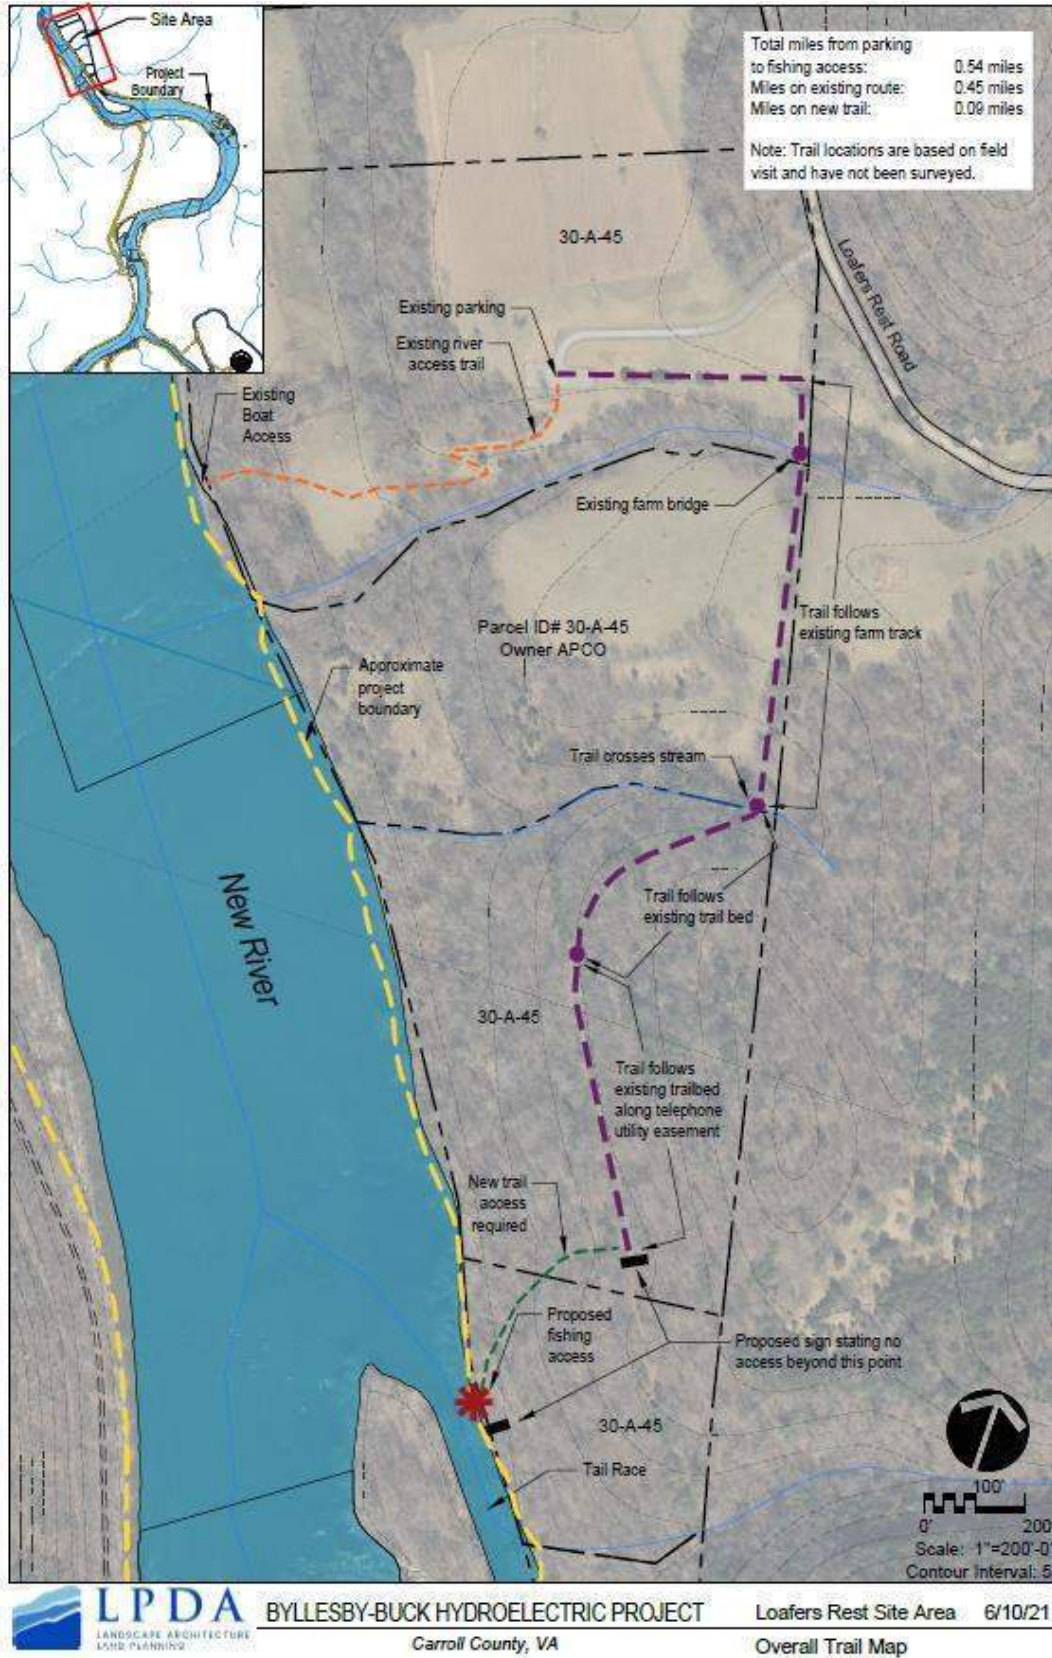 Site Area
Project
Boundary
Total miles from parking
to fishing access: 0.54 miles
Miles on existing route: 0.45 miles
Miles on new trail: 0.09 miles
Note: Trail locations are based on field
visit and have not been surveyed.
30-A-45
Loafers Rest Road
Existing parking
Existing river
access trail
Existing
Boat
Access
Existing farm bridge
Trail follows
existing farm track
Parcel ID# 30-A-45
Owner APCO
Approximate
project
boundary
Trail crosses stream
New River
Trail follows
existing trail bed
30-A-45
Trail follows
existing trailbed
along telephone
utility easement
New trail
access
required
Proposed
fishing
access
Proposed sign stating no
access beyond this point
30-A-45
Tail Race
100'
0' 200
Scale: 1"=200'-0
Contour Interval: 5
LPDA
LANDSCAPE ARCHITECTURE
LAND PLANNING
BYLLESBY-BUCK HYDROELECTRIC PROJECT
Carroll County, VA
Loafers Rest Site Area 6/10/21
Overall Trail Map